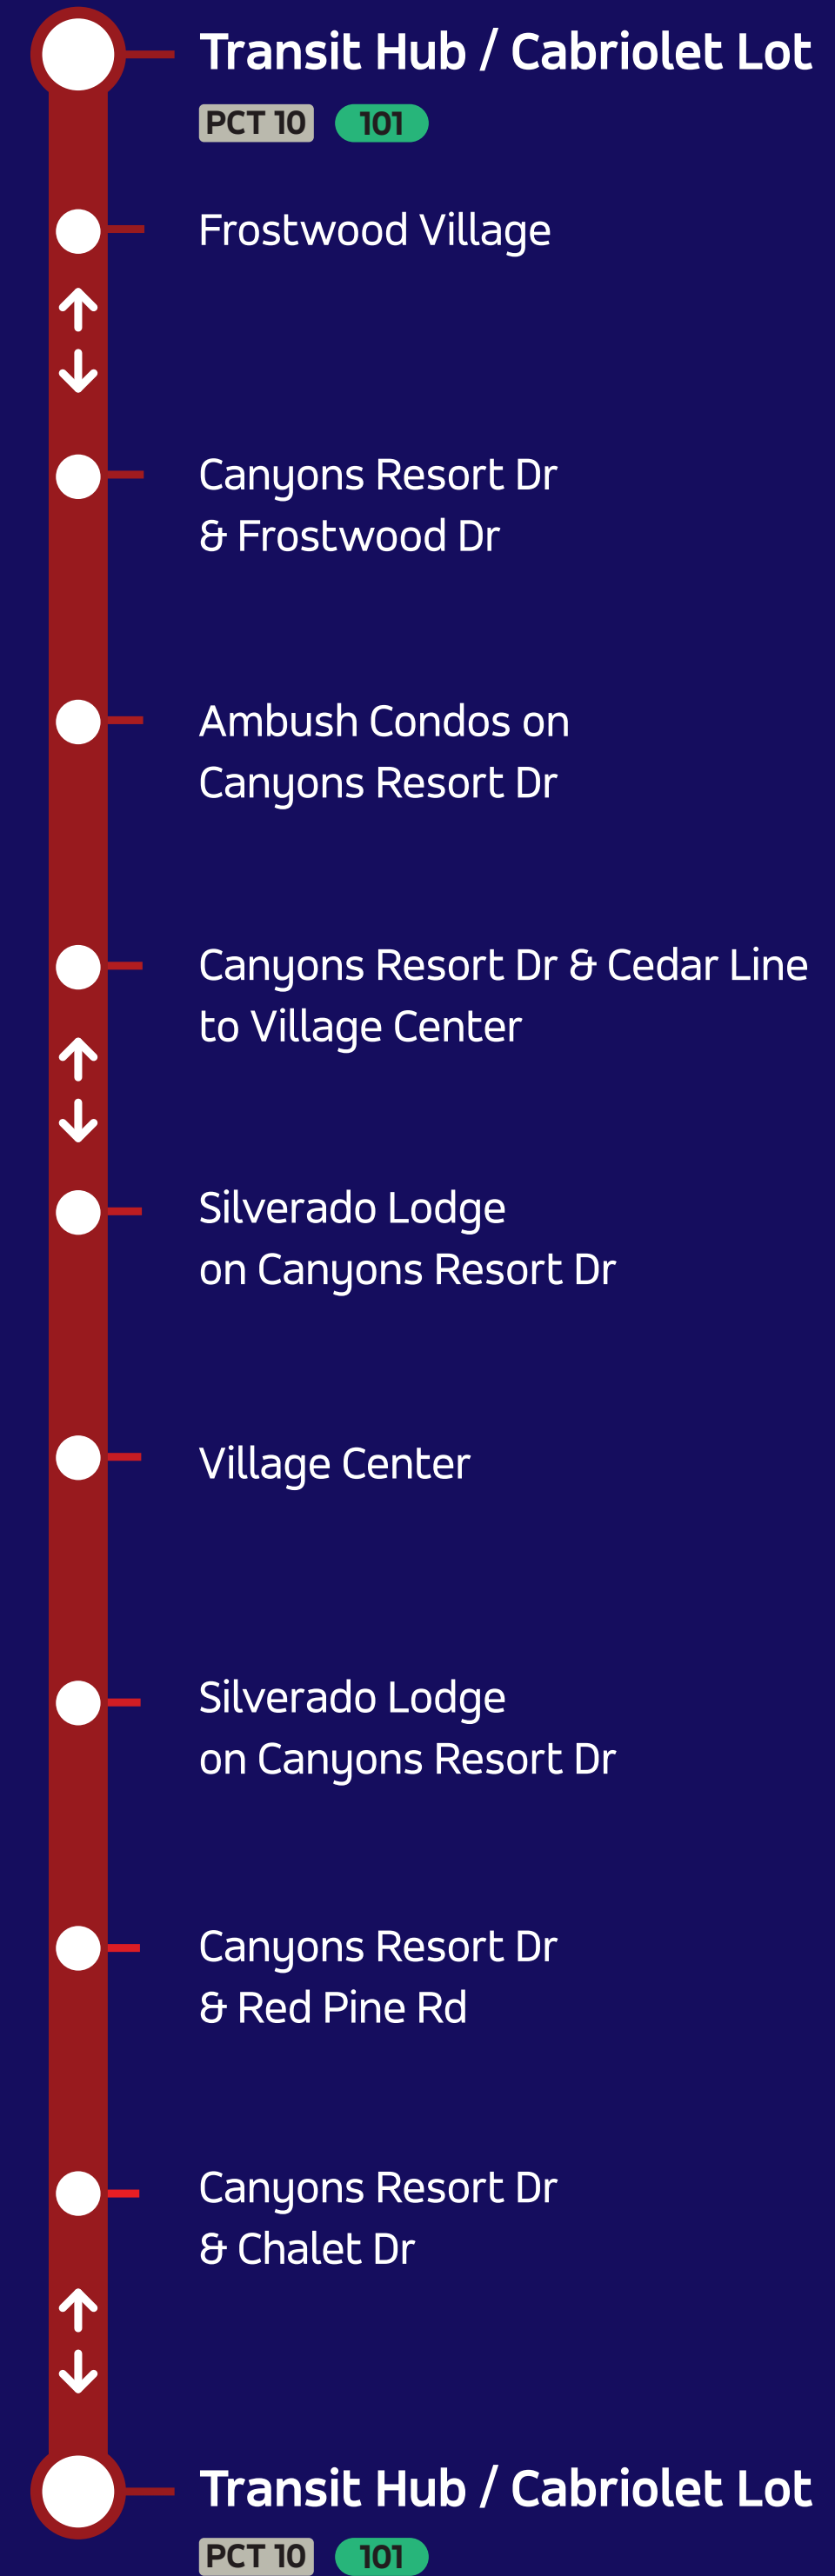 Transit Hub / Cabriolet Lot
PCT 10 101
Frostwood Village
Canyons Resort Dr
& Frostwood Dr
Ambush Condos on
Canyons Resort Dr
Canyons Resort Dr & Cedar Line
to Village Center
Silverado Lodge
on Canyons Resort Dr
Village Center
Silverado Lodge
on Canyons Resort Dr
Canyons Resort Dr
& Red Pine Rd
Canyons Resort Dr
& Chalet Dr
Transit Hub / Cabriolet Lot
PCT 10 101